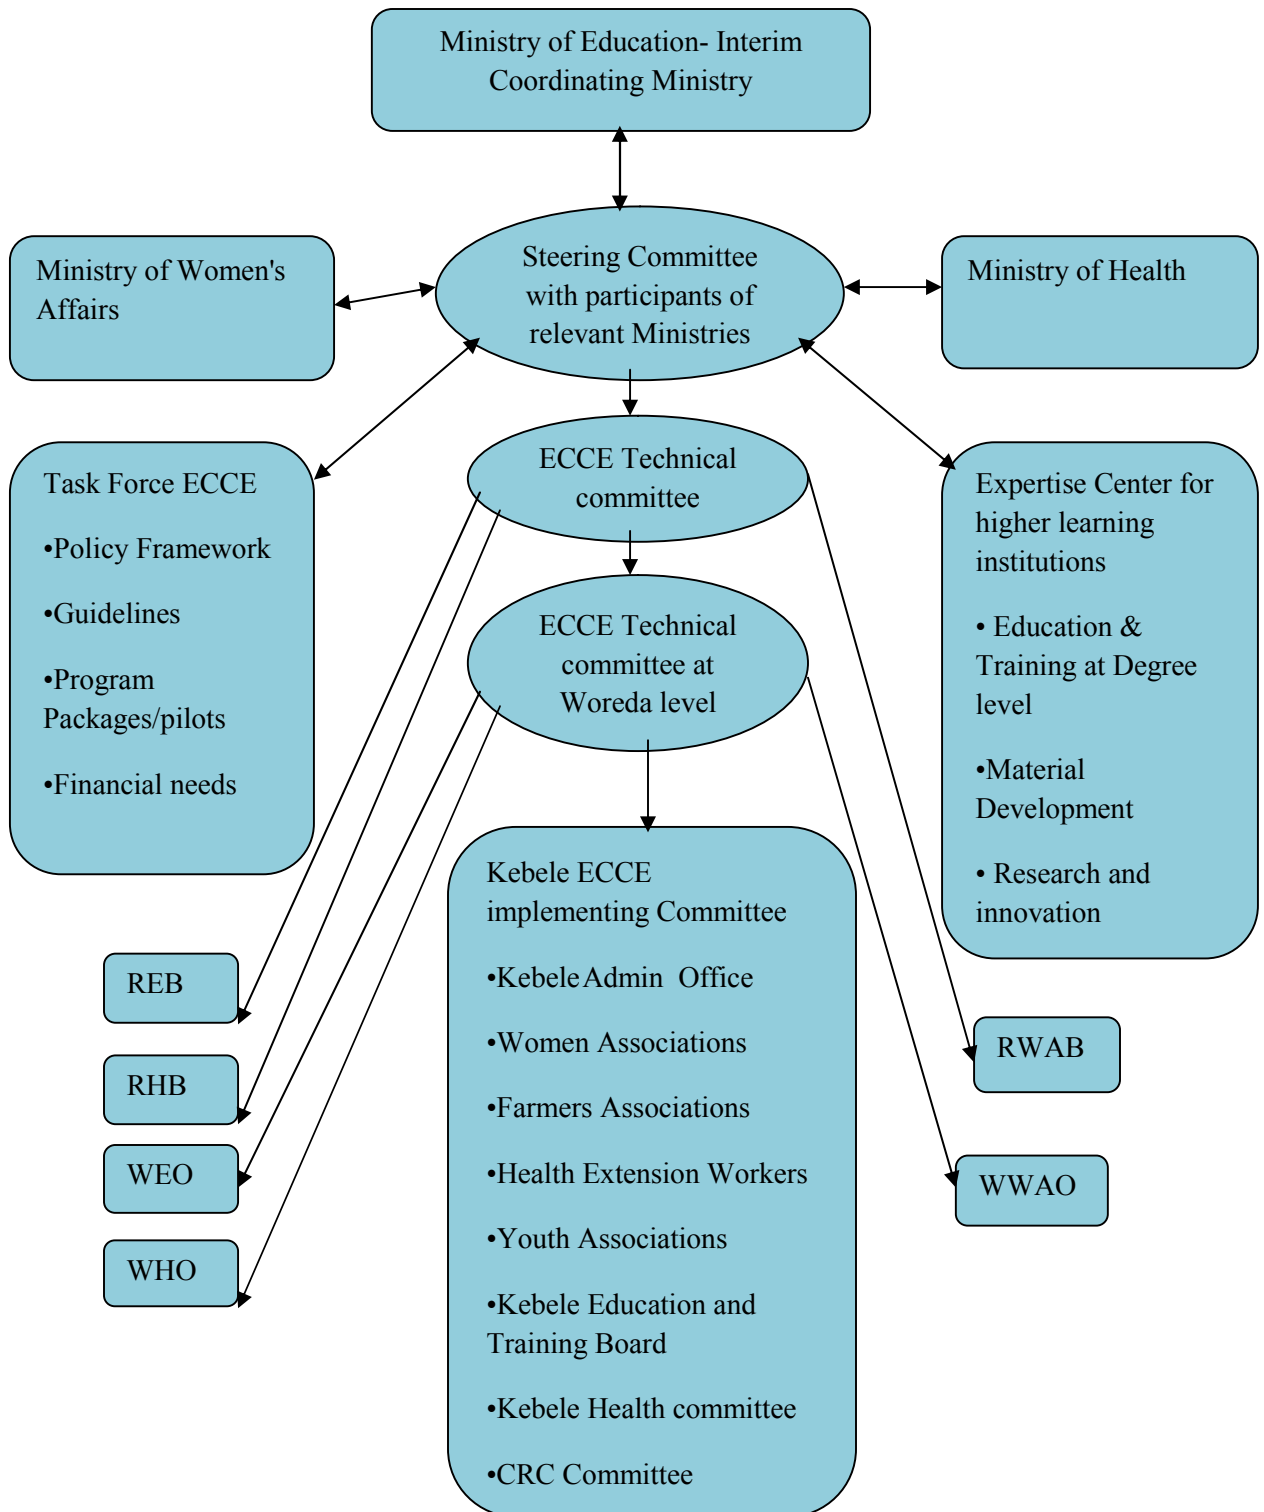 Ministry of Education- Interim
Coordinating Ministry
Ministry of Women's
Affairs
Steering Committee
with participants of
relevant Ministries
Ministry of Health
Task Force ECCE
•Policy Framework
•Guidelines
•Program
Packages/pilots
•Financial needs
ECCE Technical
committee
Expertise Center for
higher learning
institutions
• Education &
Training at Degree
level
•Material
Development
• Research and
innovation
ECCE Technical
committee at
Woreda level
Kebele ECCE
implementing Committee
•Kebele Admin Office
•Women Associations
•Farmers Associations
•Health Extension Workers
•Youth Associations
•Kebele Education and
Training Board
•Kebele Health committee
•CRC Committee
REB
RHB
WEO
WHO
RWAB
WWAO